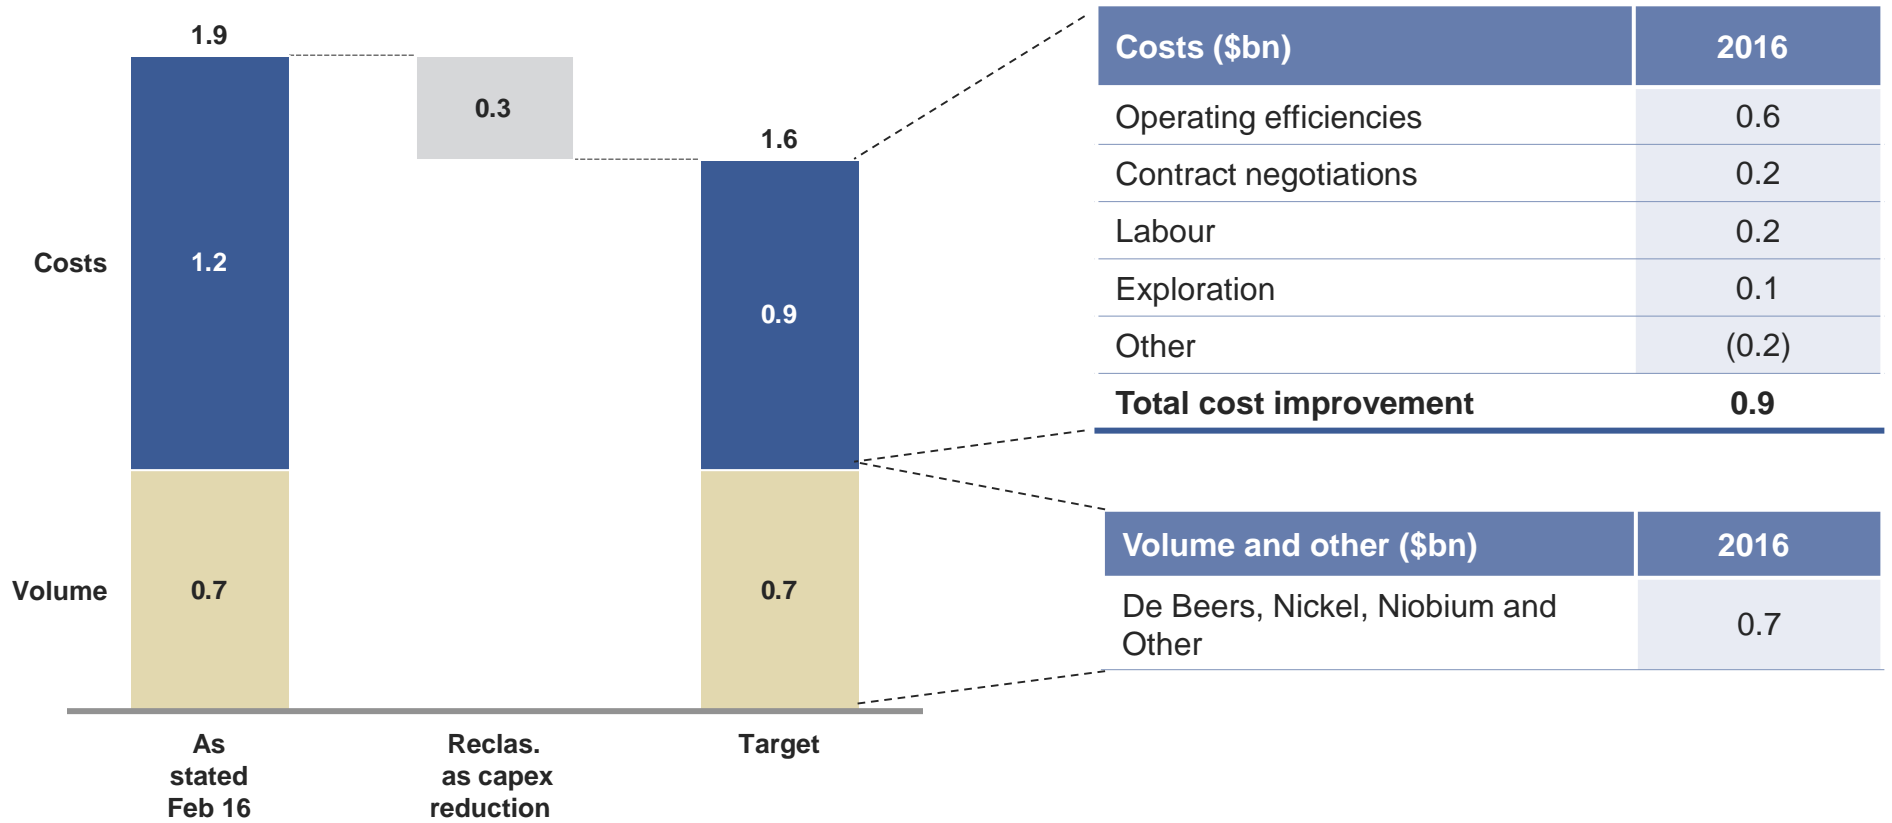 1.9
0.3
1.6
Costs
1.2
0.9
Volume
0.7
0.7
As
stated
Feb 16
Reclas.
as capex
reduction
Target
Costs ($bn) 2016
Operating efficiencies 0.6
Contract negotiations 0.2
Labour 0.2
Exploration 0.1
Other (0.2)
Total cost improvement 0.9
Volume and other ($bn) 2016
De Beers, Nickel, Niobium and
Other
0.7